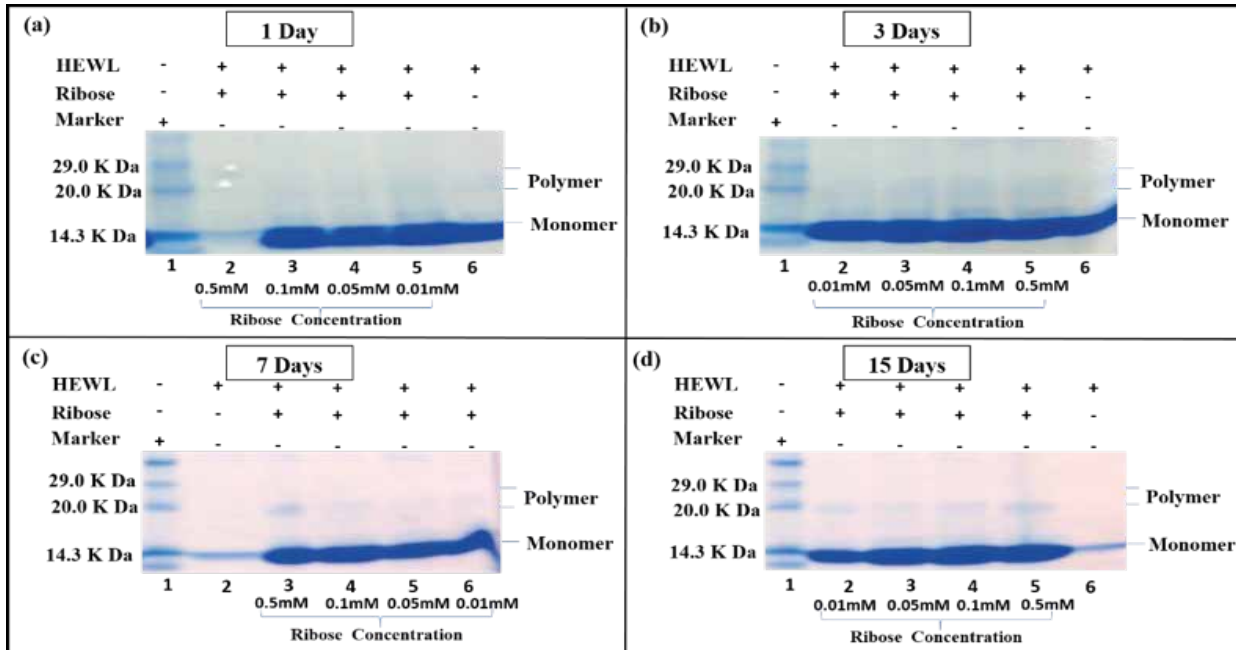 (a) 1 Day
HEWL - + + + + +
Ribose - + + + + -
Marker + - - - - -
29.0 K Da
20.0 K Da
14.3 K Da
Polymer
Monomer
1 2 3 4 5 6
0.5mM 0.1mM 0.05mM 0.01mM
Ribose Concentration
(b) 3 Days
HEWL - + + + + +
Ribose - + + + + -
Marker + - - - - -
29.0 K Da
20.0 K Da
14.3 K Da
Polymer
Monomer
1 2 3 4 5 6
0.01mM 0.05mM 0.1mM 0.5mM
Ribose Concentration
(c) 7 Days
HEWL - + + + + +
Ribose - - + + + +
Marker + - - - - -
29.0 K Da
20.0 K Da
14.3 K Da
Polymer
Monomer
1 2 3 4 5 6
0.5mM 0.1mM 0.05mM 0.01mM
Ribose Concentration
(d) 15 Days
HEWL - + + + + +
Ribose - + + + + -
Marker + - - - - -
29.0 K Da
20.0 K Da
14.3 K Da
Polymer
Monomer
1 2 3 4 5 6
0.01mM 0.05mM 0.1mM 0.5mM
Ribose Concentration